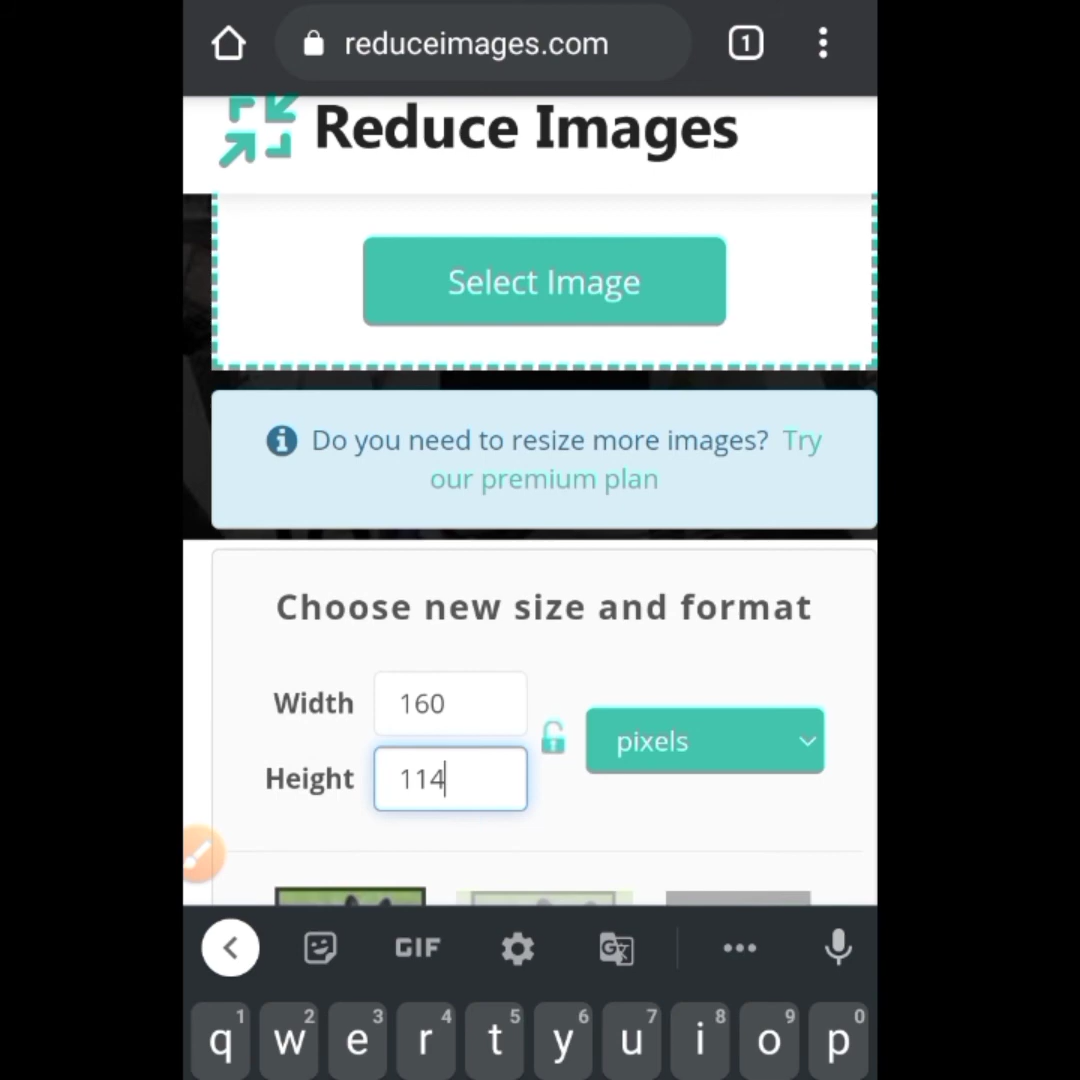 reduceimages.com
1
Reduce Images
Select Image
Do you need to resize more images? Try
our premium plan
Choose new size and format
Width 160
pixels
Height 114
GIF
G
1 2 3 4 5 6 7 8 9 0
q w e r t y u i o p